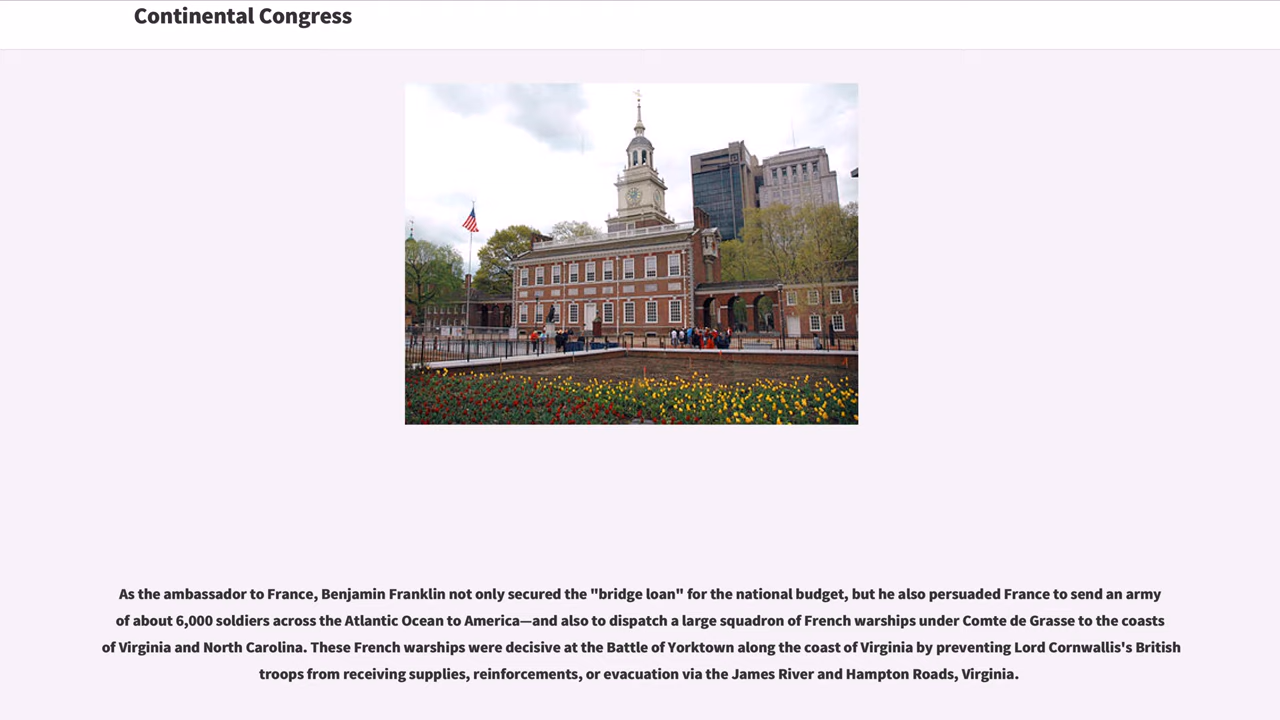 Continental Congress
As the ambassador to France, Benjamin Franklin not only secured the "bridge loan" for the national budget, but he also persuaded France to send an army
of about 6,000 soldiers across the Atlantic Ocean to America—and also to dispatch a large squadron of French warships under Comte de Grasse to the coasts
of Virginia and North Carolina. These French warships were decisive at the Battle of Yorktown along the coast of Virginia by preventing Lord Cornwallis's British
troops from receiving supplies, reinforcements, or evacuation via the James River and Hampton Roads, Virginia.